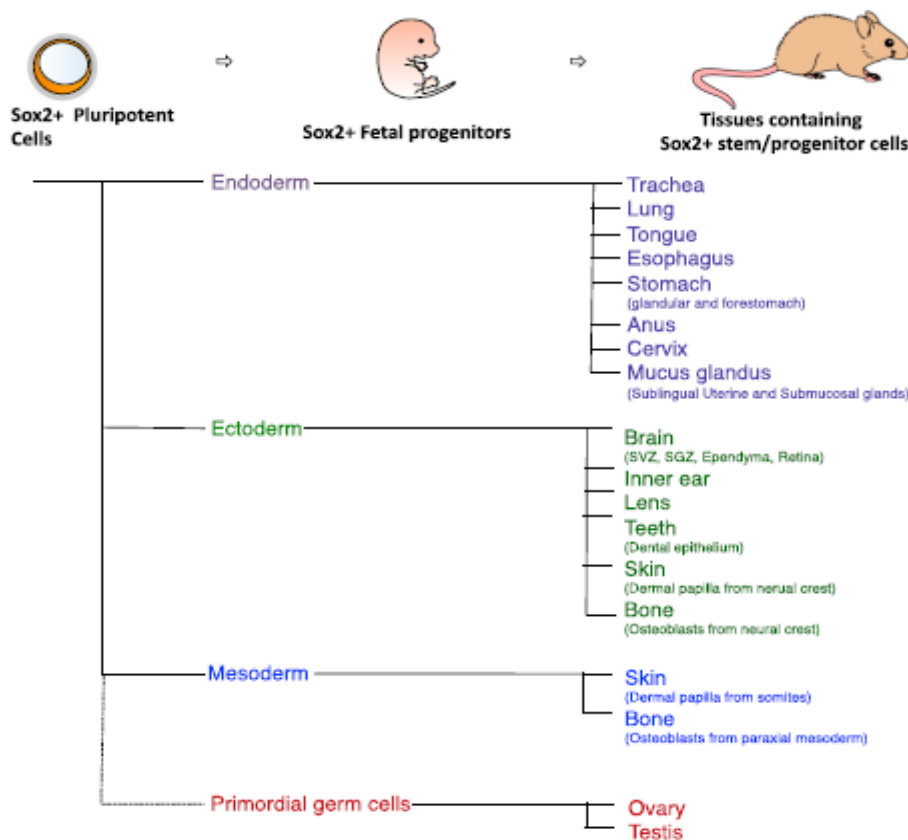 Sox2+ Pluripotent
Cells
Sox2+ Fetal progenitors
Tissues containing
Sox2+ stem/progenitor cells
Endoderm
Trachea
Lung
Tongue
Esophagus
Stomach
(glandular and forestomach)
Anus
Cervix
Mucus glandus
(Sublingual Uterine and Submucosal glands)
Ectoderm
Brain
(SVZ, SGZ, Ependyma, Retina)
Inner ear
Lens
Teeth
(Dental epithelium)
Skin
(Dermal papilla from nerual crest)
Bone
(Osteoblasts from neural crest)
Mesoderm
Skin
(Dermal papilla from somites)
Bone
(Osteoblasts from paraxial mesoderm)
Primordial germ cells
Ovary
Testis